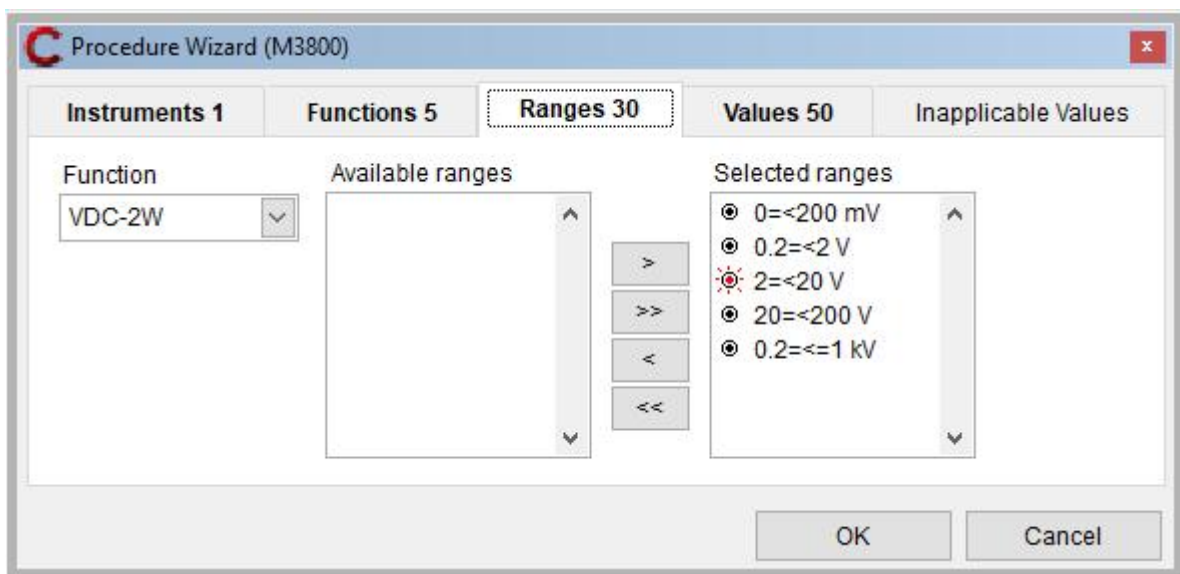 Procedure Wizard (M3800)
x
Instruments 1
Functions 5
Ranges 30
Values 50
Inapplicable Values
Function
VDC-2W
Available ranges
>
>>
<
<<
Selected ranges
0=<200 mV
0.2=<2 V
2=<20 V
20=<200 V
0.2=<=1 kV
OK
Cancel